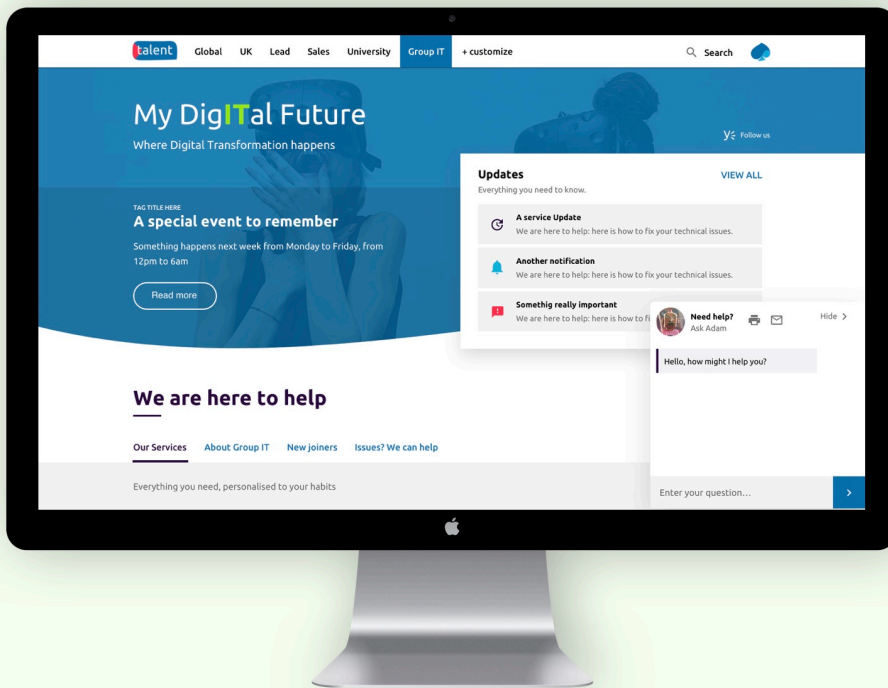 talent Global UK Lead Sales University Group IT + customize Search
My DigITal Future
Where Digital Transformation happens
Follow us
TAG TITLE HERE
A special event to remember
Something happens next week from Monday to Friday, from
12pm to 6am
Read more
Updates VIEW ALL
Everything you need to know.
A service Update
We are here to help: here is how to fix your technical issues.
Another notification
We are here to help: here is how to fix your technical issues.
Somethig really important
We are here to help: here is how to fi
Need help?
Ask Adam
Hide
Hello, how might I help you?
Enter your question…
We are here to help
Our Services About Group IT New joiners Issues? We can help
Everything you need, personalised to your habits